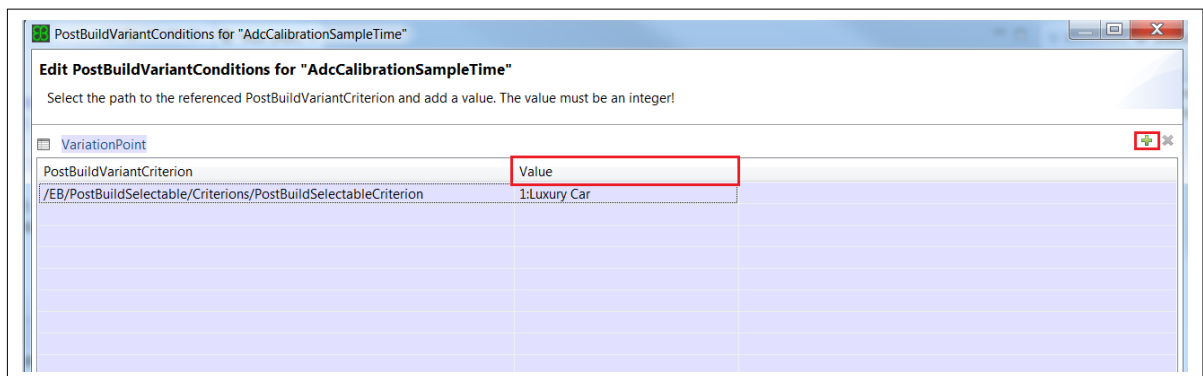 PostBuildVariantConditions for "AdcCalibrationSampleTime"
Edit PostBuildVariantConditions for "AdcCalibrationSampleTime"
Select the path to the referenced PostBuildVariantCriterion and add a value. The value must be an integer!
VariationPoint
PostBuildVariantCriterion Value
/EB/PostBuildSelectable/Criterions/PostBuildSelectableCriterion 1:Luxury Car